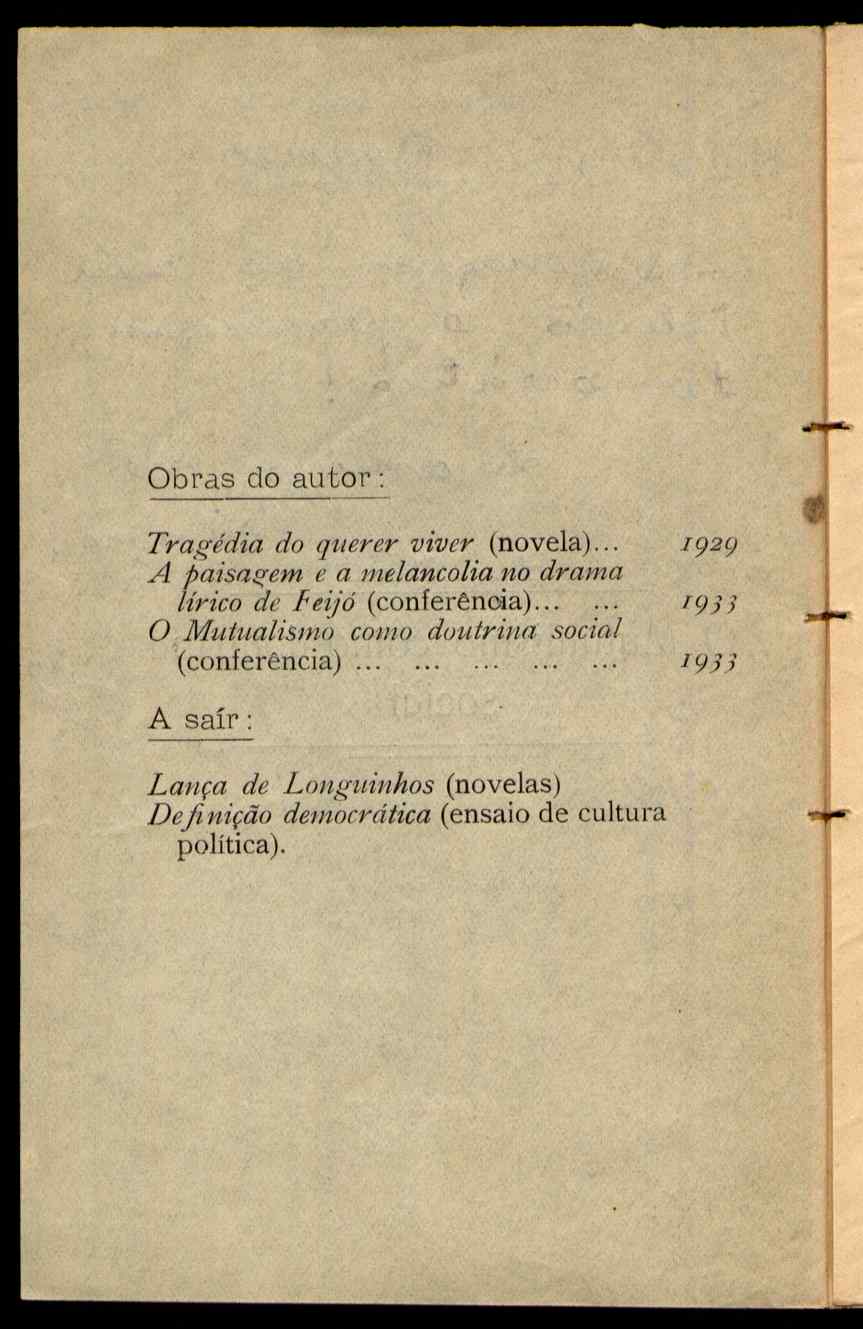 Obras do autor:
Tragédia do querer viver (novela)... 1929
A paisagem e a melancolia no drama
lírico de Feijó (conferência)... ... 1933
O Mutualismo como doutrina social
(conferência) ... ... ... ... ... 1933
A saír:
Lança de Longuinhos (novelas)
Definição democrática (ensaio de cultura
política).